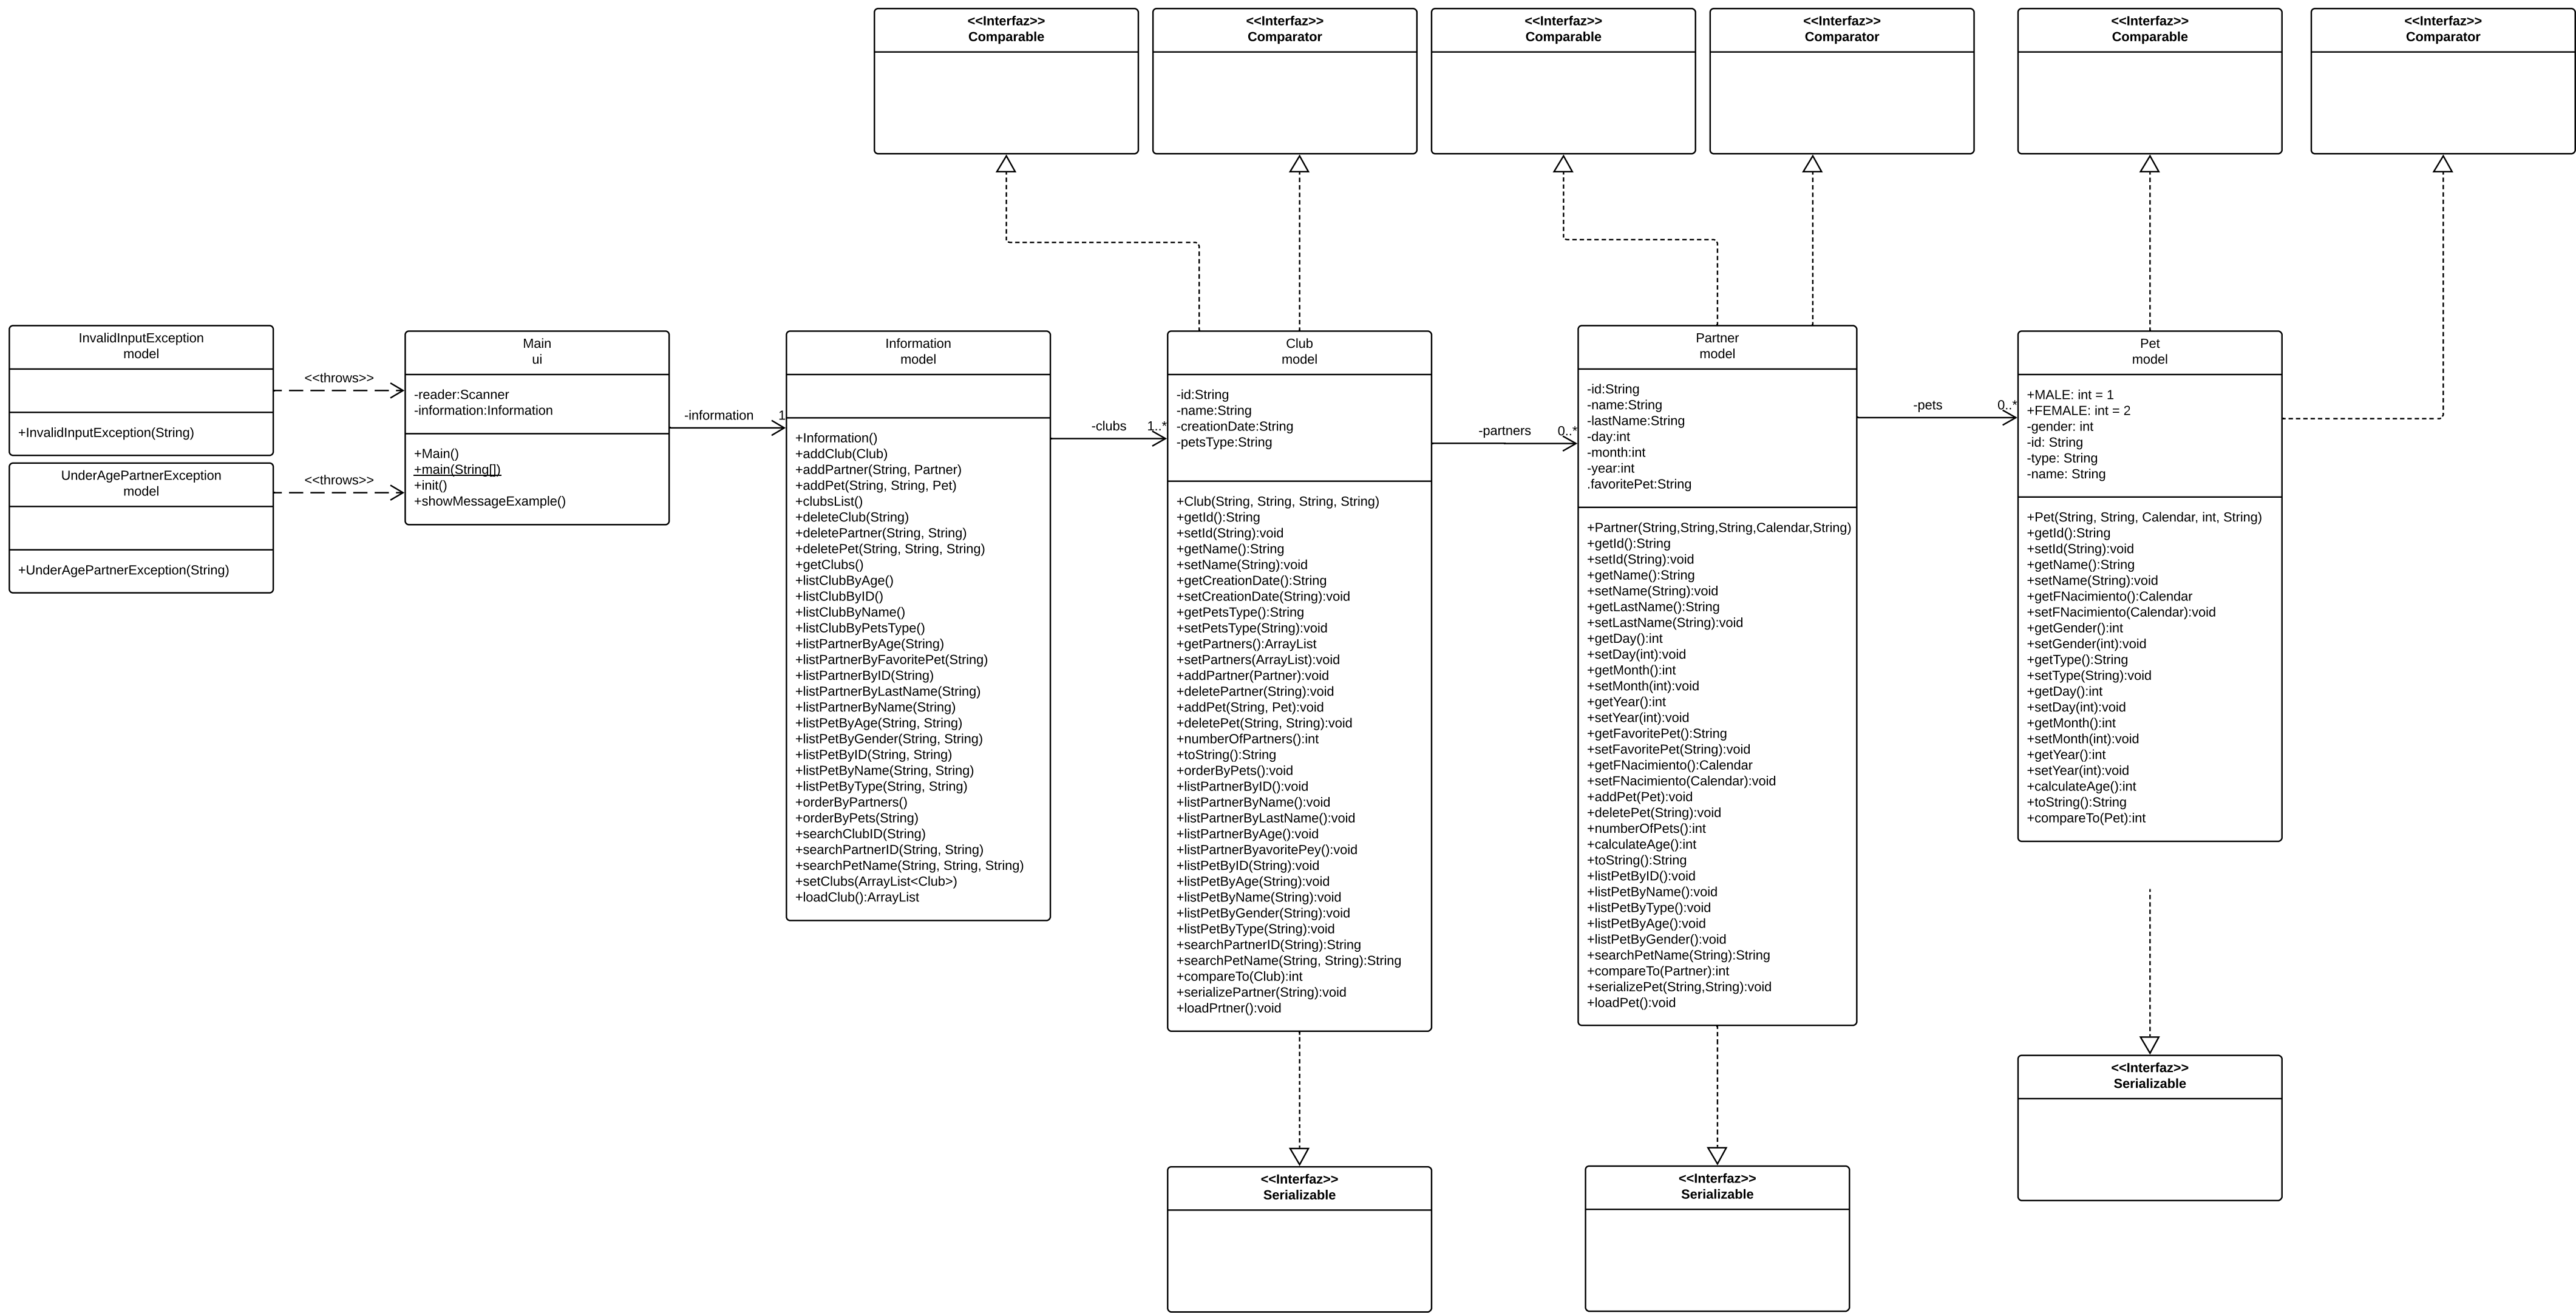 <<Interfaz>>
Comparable
<<Interfaz>>
Comparator
<<Interfaz>>
Comparable
<<Interfaz>>
Comparator
<<Interfaz>>
Comparable
<<Interfaz>>
Comparator
InvalidInputException
model
+InvalidInputException(String)
<<throws>>
UnderAgePartnerException
model
+UnderAgePartnerException(String)
<<throws>>
Main
ui
-reader:Scanner
-information:Information
+Main()
+main(String[])
+init()
+showMessageExample()
-information
1
Information
model
+Information()
+addClub(Club)
+addPartner(String, Partner)
+addPet(String, String, Pet)
+clubsList()
+deleteClub(String)
+deletePartner(String, String)
+deletePet(String, String, String)
+getClubs()
+listClubByAge()
+listClubByID()
+listClubByName()
+listClubByPetsType()
+listPartnerByAge(String)
+listPartnerByFavoritePet(String)
+listPartnerByID(String)
+listPartnerByLastName(String)
+listPartnerByName(String)
+listPetByAge(String, String)
+listPetByGender(String, String)
+listPetByID(String, String)
+listPetByName(String, String)
+listPetByType(String, String)
+orderByPartners()
+orderByPets(String)
+searchClubID(String)
+searchPartnerID(String, String)
+searchPetName(String, String, String)
+setClubs(ArrayList<Club>)
+loadClub():ArrayList
-clubs
1..*
Club
model
-id:String
-name:String
-creationDate:String
-petsType:String
+Club(String, String, String, String)
+getId():String
+setId(String):void
+getName():String
+setName(String):void
+getCreationDate():String
+setCreationDate(String):void
+getPetsType():String
+setPetsType(String):void
+getPartners():ArrayList
+setPartners(ArrayList):void
+addPartner(Partner):void
+deletePartner(String):void
+addPet(String, Pet):void
+deletePet(String, String):void
+numberOfPartners():int
+toString():String
+orderByPets():void
+listPartnerByID():void
+listPartnerByName():void
+listPartnerByLastName():void
+listPartnerByAge():void
+listPartnerByavoritePey():void
+listPetByID(String):void
+listPetByAge(String):void
+listPetByName(String):void
+listPetByGender(String):void
+listPetByType(String):void
+searchPartnerID(String):String
+searchPetName(String, String):String
+compareTo(Club):int
+serializePartner(String):void
+loadPrtner():void
-partners
0..*
Partner
model
-id:String
-name:String
-lastName:String
-day:int
-month:int
-year:int
.favoritePet:String
+Partner(String,String,String,Calendar,String)
+getId():String
+setId(String):void
+getName():String
+setName(String):void
+getLastName():String
+setLastName(String):void
+getDay():int
+setDay(int):void
+getMonth():int
+setMonth(int):void
+getYear():int
+setYear(int):void
+getFavoritePet():String
+setFavoritePet(String):void
+getFNacimiento():Calendar
+setFNacimiento(Calendar):void
+addPet(Pet):void
+deletePet(String):void
+numberOfPets():int
+calculateAge():int
+toString():String
+listPetByID():void
+listPetByName():void
+listPetByType():void
+listPetByAge():void
+listPetByGender():void
+searchPetName(String):String
+compareTo(Partner):int
+serializePet(String,String):void
+loadPet():void
-pets
0..*
Pet
model
+MALE: int = 1
+FEMALE: int = 2
-gender: int
-id: String
-type: String
-name: String
+Pet(String, String, Calendar, int, String)
+getId():String
+setId(String):void
+getName():String
+setName(String):void
+getFNacimiento():Calendar
+setFNacimiento(Calendar):void
+getGender():int
+setGender(int):void
+getType():String
+setType(String):void
+getDay():int
+setDay(int):void
+getMonth():int
+setMonth(int):void
+getYear():int
+setYear(int):void
+calculateAge():int
+toString():String
+compareTo(Pet):int
<<Interfaz>>
Serializable
<<Interfaz>>
Serializable
<<Interfaz>>
Serializable